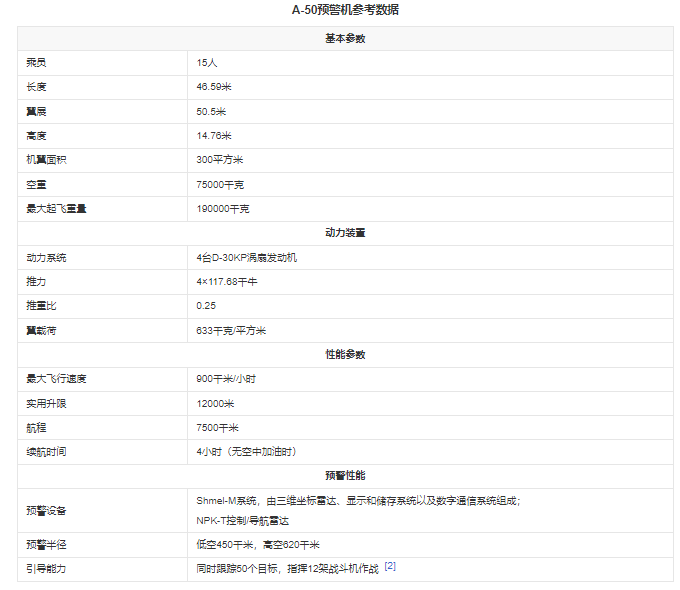 A-50预警机参考数据
基本参数
乘员 15人
长度 46.59米
翼展 50.5米
高度 14.76米
机翼面积 300平方米
空重 75000千克
最大起飞重量 190000千克
动力装置
动力系统 4台D-30KP涡扇发动机
推力 4×117.68千牛
推重比 0.25
翼载荷 633千克/平方米
性能参数
最大飞行速度 900千米/小时
实用升限 12000米
航程 7500千米
续航时间 4小时（无空中加油时）
预警性能
预警设备 Shmel-M系统，由三维坐标雷达、显示和储存系统以及数字通信系统组成；
NPK-T控制/导航雷达
预警半径 低空450千米，高空620千米
引导能力 同时跟踪50个目标，指挥12架战斗机作战 [2]